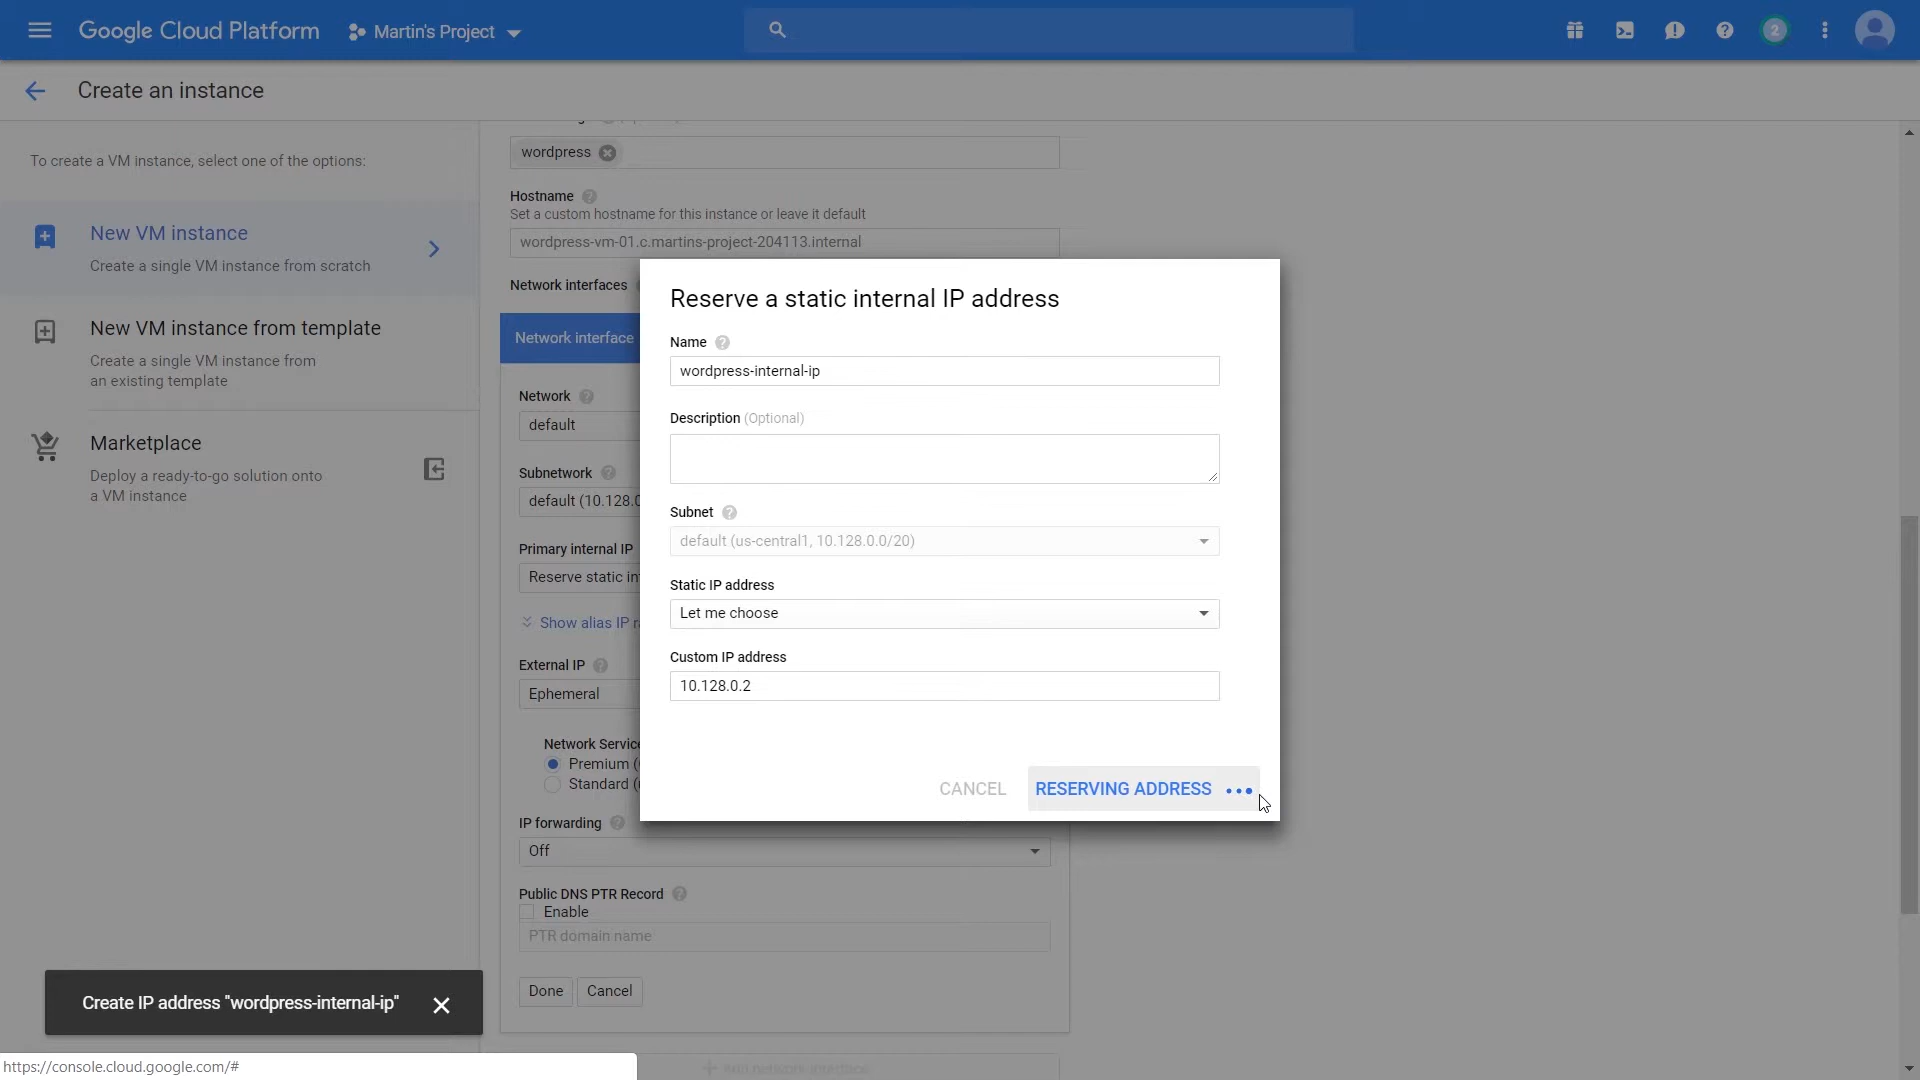 Google Cloud Platform
Martin's Project
2
Create an instance
To create a VM instance, select one of the options:
New VM instance
Create a single VM instance from scratch
New VM instance from template
Create a single VM instance from
an existing template
Marketplace
Deploy a ready-to-go solution onto
a VM instance
wordpress
Hostname
Set a custom hostname for this instance or leave it default
wordpress-vm-01.c.martins-project-204113.internal
Network interfaces
Network interface
Network
default
Subnetwork
default (10.128.0
Primary internal IP
Reserve static in
Show alias IP r
External IP
Ephemeral
Network Service
Premium (
Standard (
IP forwarding
Off
Public DNS PTR Record
Enable
PTR domain name
Done
Cancel
Add network interface
Reserve a static internal IP address
Name
wordpress-internal-ip
Description (Optional)
Subnet
default (us-central1, 10.128.0.0/20)
Static IP address
Let me choose
Custom IP address
10.128.0.2
CANCEL
RESERVING ADDRESS
Create IP address "wordpress-internal-ip"
https://console.cloud.google.com/#